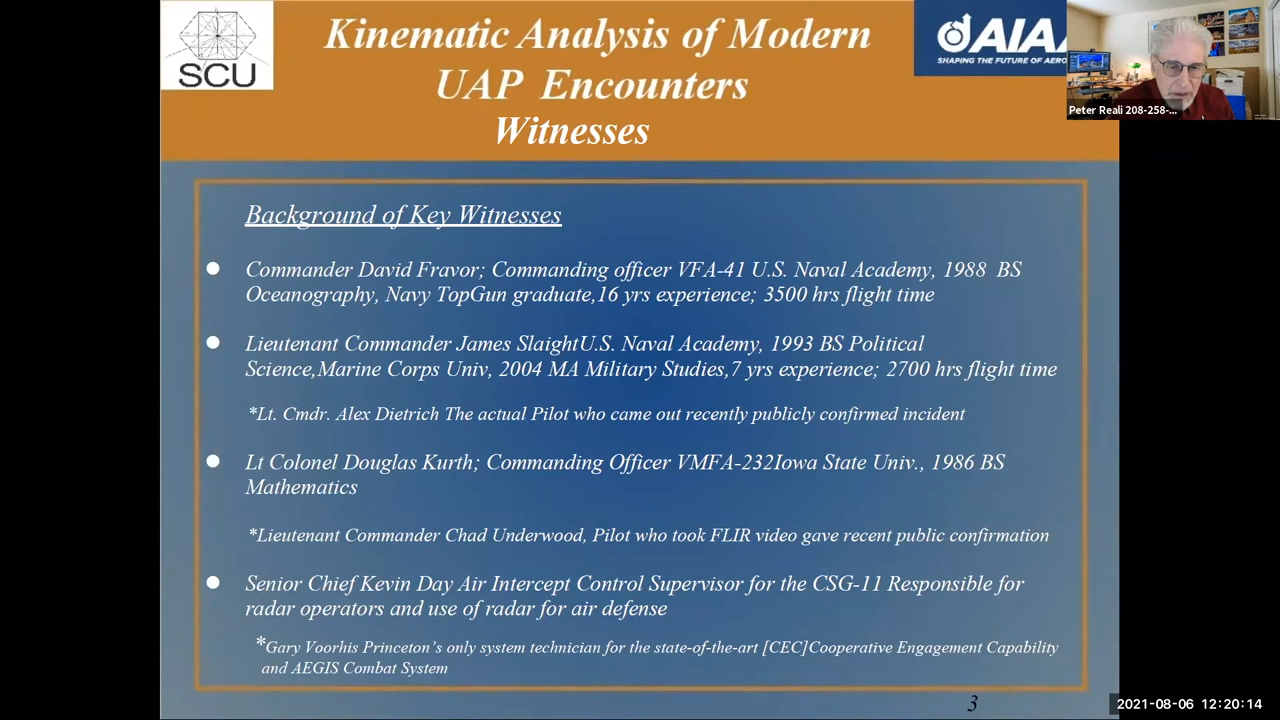 SCU
Kinematic Analysis of Modern
UAP Encounters
Witnesses
AIAA
SHAPING THE FUTURE OF AERO
Peter Reali 208-258-...
Background of Key Witnesses
● Commander David Fravor; Commanding officer VFA-41 U.S. Naval Academy, 1988 BS
Oceanography, Navy TopGun graduate,16 yrs experience; 3500 hrs flight time
● Lieutenant Commander James SlaightU.S. Naval Academy, 1993 BS Political
Science,Marine Corps Univ, 2004 MA Military Studies,7 yrs experience; 2700 hrs flight time
*Lt. Cmdr. Alex Dietrich The actual Pilot who came out recently publicly confirmed incident
● Lt Colonel Douglas Kurth; Commanding Officer VMFA-232Iowa State Univ., 1986 BS
Mathematics
*Lieutenant Commander Chad Underwood, Pilot who took FLIR video gave recent public confirmation
● Senior Chief Kevin Day Air Intercept Control Supervisor for the CSG-11 Responsible for
radar operators and use of radar for air defense
*Gary Voorhis Princeton’s only system technician for the state-of-the-art [CEC]Cooperative Engagement Capability
and AEGIS Combat System
3
2021-08-06 12:20:14